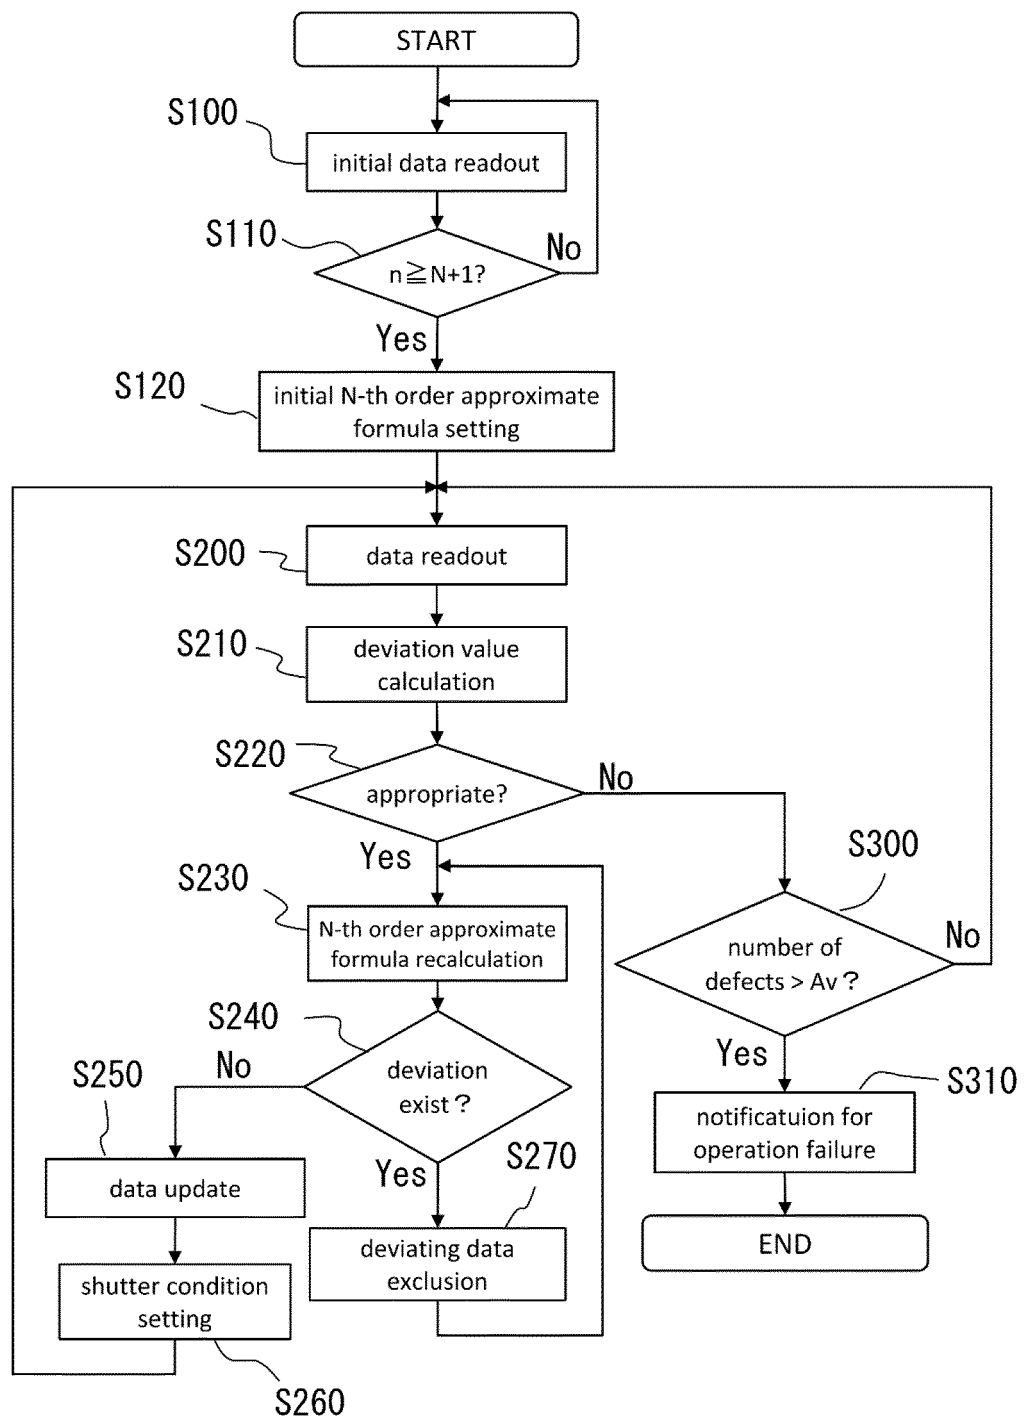 START
S100
initial data readout
S110
n≧N+1?
No
Yes
S120
initial N-th order approximate
formula setting
S200
data readout
S210
deviation value
calculation
S220
appropriate?
No
Yes
S230
N-th order approximate
formula recalculation
S300
number of
defects > Av ?
No
Yes
S240
deviation
exist ?
No
Yes
S250
data update
S260
shutter condition
setting
S270
deviating data
exclusion
S310
notificatuion for
operation failure
END